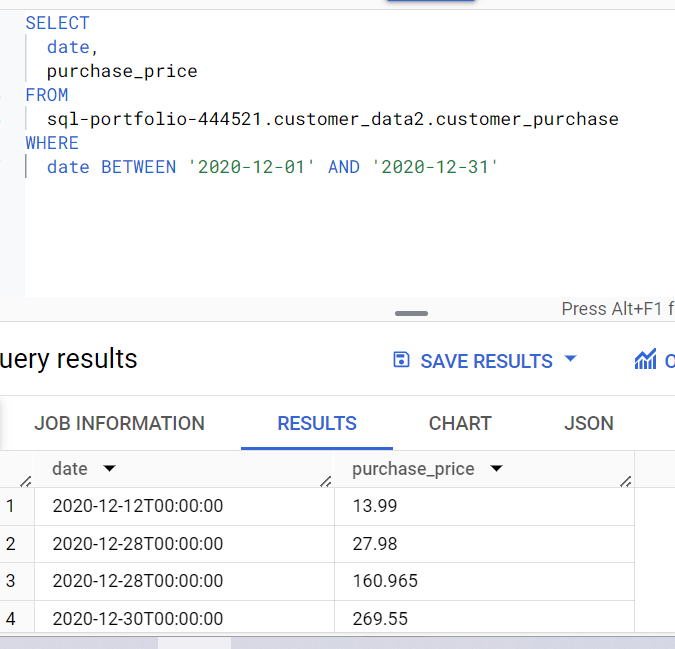 SELECT
date,
purchase_price
FROM
sql-portfolio-444521.customer_data2.customer_purchase
WHERE
date BETWEEN '2020-12-01' AND '2020-12-31'
Press Alt+F1 f
uery results
SAVE RESULTS
JOB INFORMATION RESULTS CHART JSON
date purchase_price
1 2020-12-12T00:00:00 13.99
2 2020-12-28T00:00:00 27.98
3 2020-12-28T00:00:00 160.965
4 2020-12-30T00:00:00 269.55